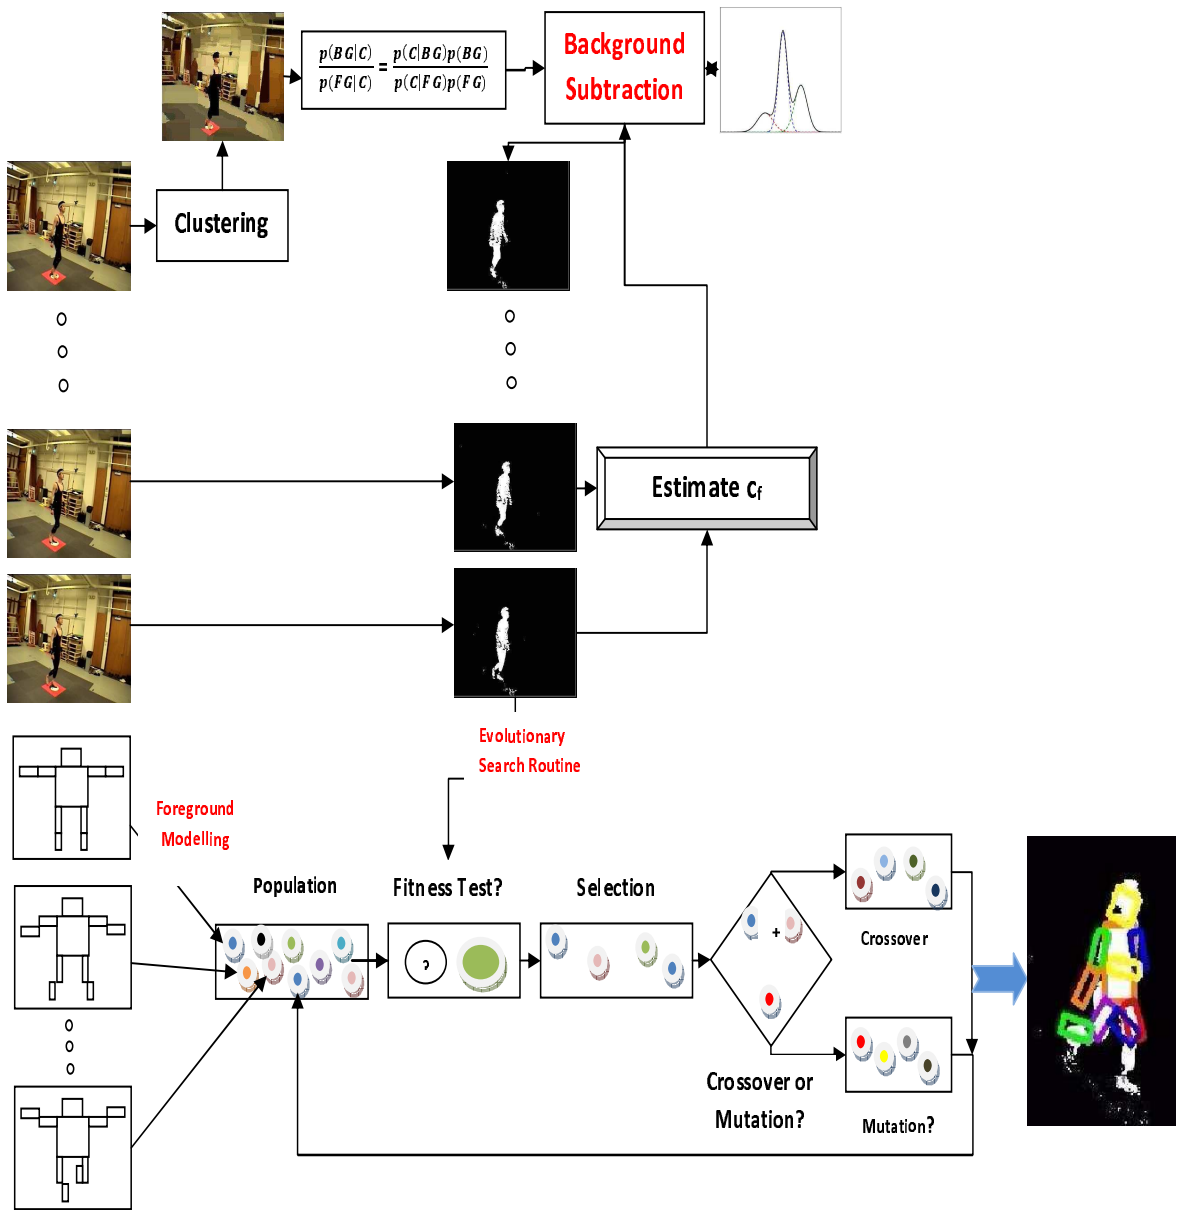 p(BG|C) / p(FG|C) = p(C|BG)p(BG) / p(C|FG)p(FG)
Background
Subtraction
Clustering
Estimate cf
Evolutionary
Search Routine
Foreground
Modelling
Population
Fitness Test?
Selection
?
+
Crossover
Crossover or
Mutation?
Mutation?